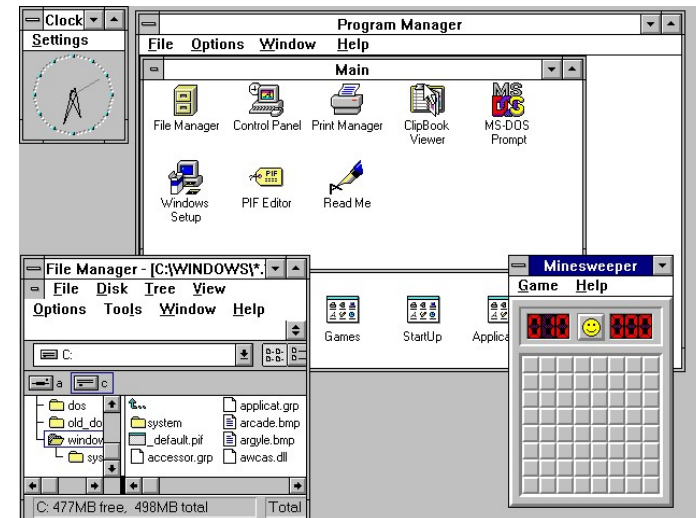 Clock
Settings
Program Manager
File Options Window Help
Main
File Manager
Control Panel
Print Manager
ClipBook
Viewer
MS-DOS
Prompt
MS
DOS
Windows
Setup
PIF
PIF Editor
Read Me
Games
StartUp
Applica
File Manager - [C:\WINDOWS\*.
File Disk Tree View
Options Tools Window Help
C:
a
c
dos
old_do
window
sys
system
_default.pif
accessor.grp
applicat.grp
arcade.bmp
argyle.bmp
awcas.dll
C: 477MB free, 498MB total
Total
Minesweeper
Game Help